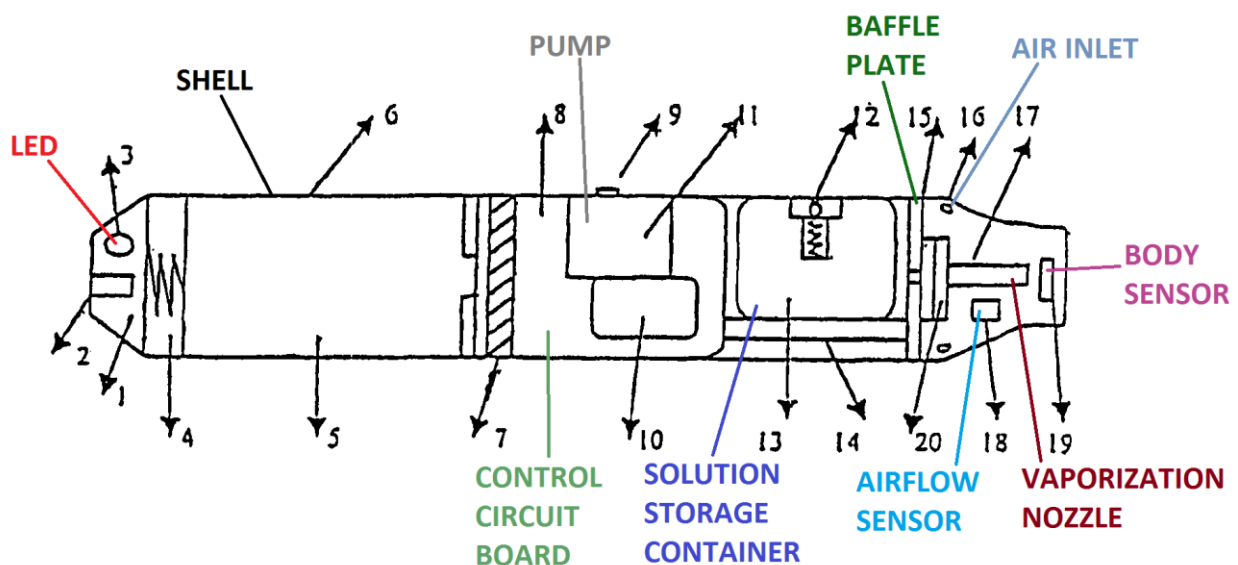 BAFFLE
PLATE
AIR INLET
PUMP
SHELL
LED
3
6
8
9
11
12
15
16
17
BODY
SENSOR
2
1
4
5
7
10
13
14
20
18
19
CONTROL
CIRCUIT
BOARD
SOLUTION
STORAGE
CONTAINER
AIRFLOW
SENSOR
VAPORIZATION
NOZZLE